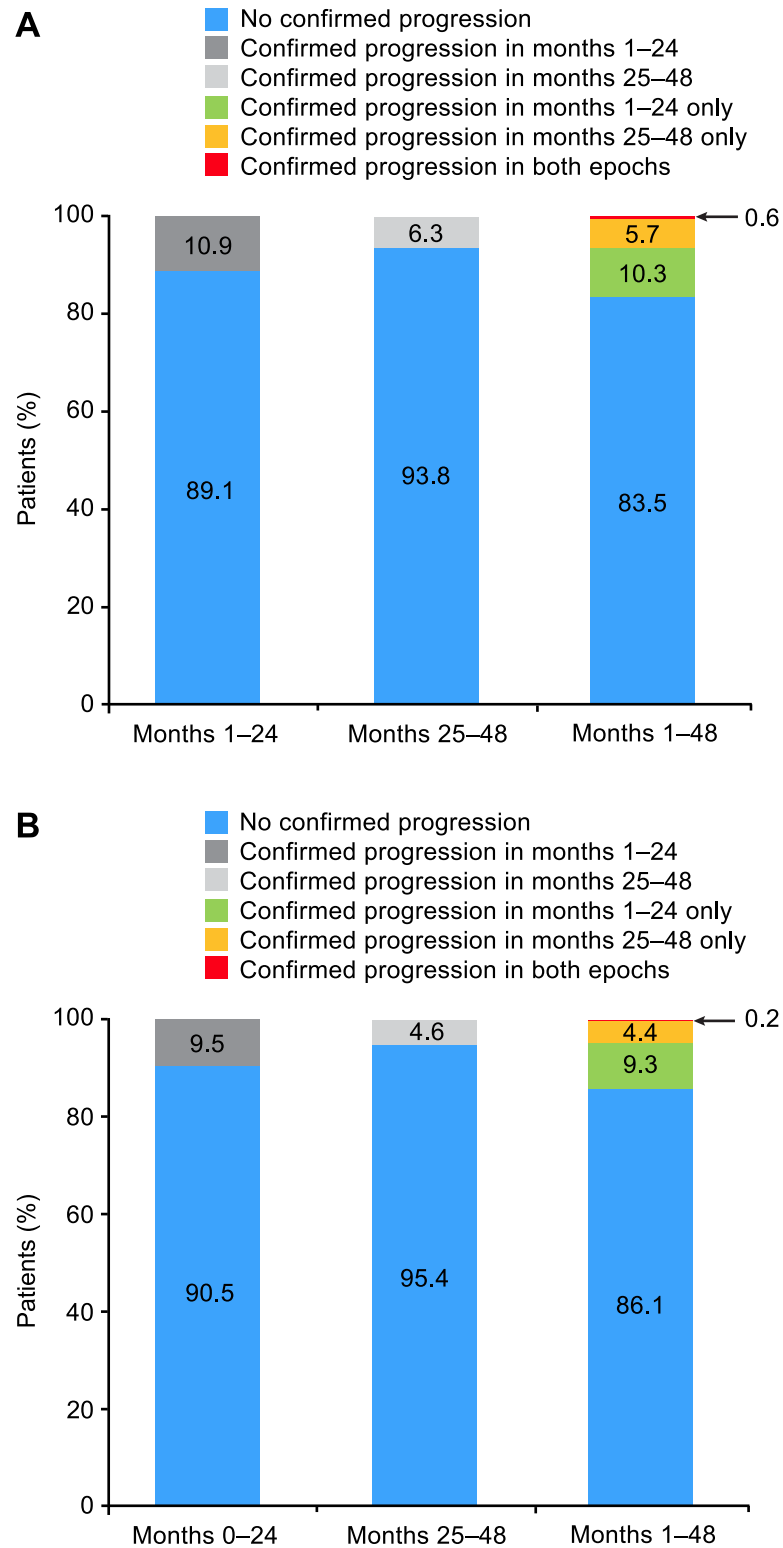 A
No confirmed progression
Confirmed progression in months 1–24
Confirmed progression in months 25–48
Confirmed progression in months 1–24 only
Confirmed progression in months 25–48 only
Confirmed progression in both epochs
Patients (%)
100
80
60
40
20
0
10.9
89.1
6.3
93.8
0.6
5.7
10.3
83.5
Months 1–24
Months 25–48
Months 1–48
B
No confirmed progression
Confirmed progression in months 1–24
Confirmed progression in months 25–48
Confirmed progression in months 1–24 only
Confirmed progression in months 25–48 only
Confirmed progression in both epochs
Patients (%)
100
80
60
40
20
0
9.5
90.5
4.6
95.4
0.2
4.4
9.3
86.1
Months 0–24
Months 25–48
Months 1–48